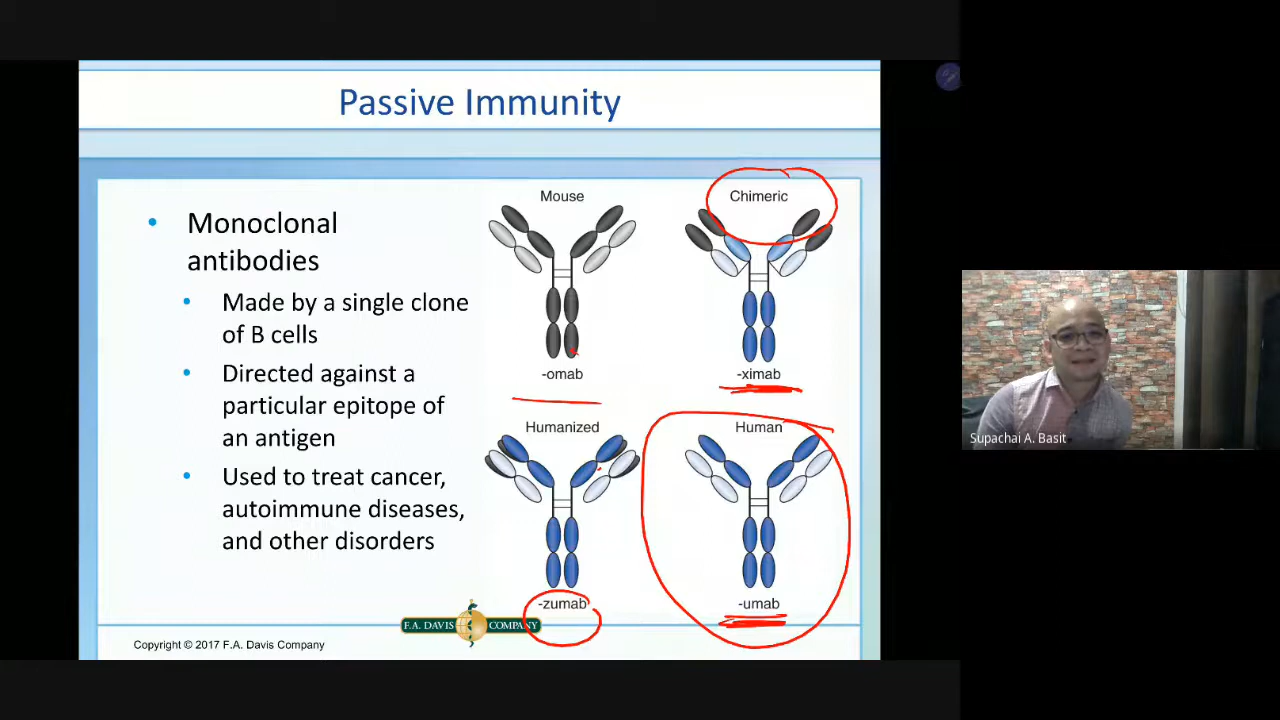 Passive Immunity
• Monoclonal
antibodies
• Made by a single clone
of B cells
• Directed against a
particular epitope of
an antigen
• Used to treat cancer,
autoimmune diseases,
and other disorders
Mouse
-omab
Chimeric
-ximab
Humanized
-zumab
Human
-umab
F.A. DAVIS COMPANY
Copyright © 2017 F.A. Davis Company
Supachai A. Basit